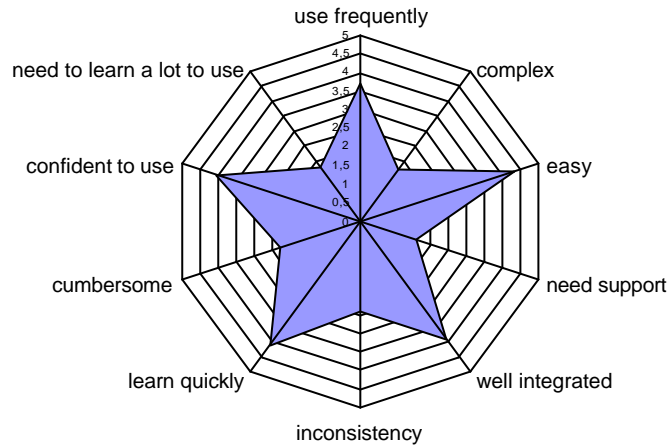 use frequently
5
4,5
4
3,5
3
2,5
2
1,5
1
0,5
0
need to learn a lot to use
complex
confident to use
easy
cumbersome
need support
learn quickly
well integrated
inconsistency